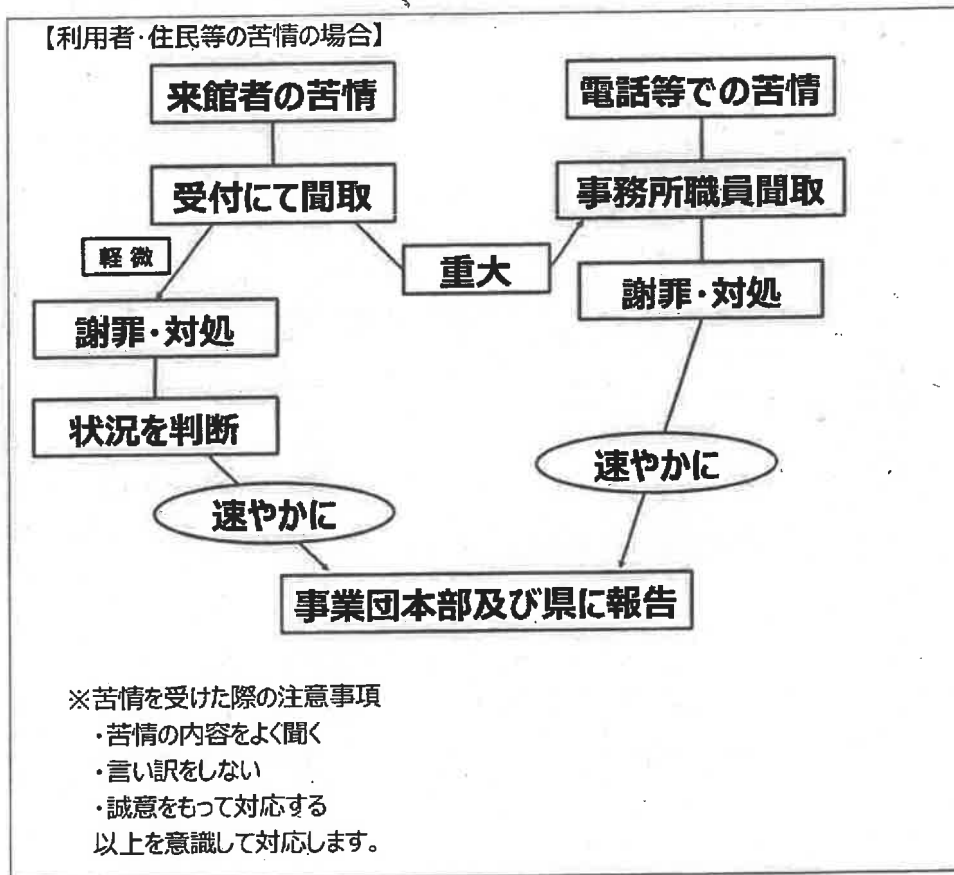 【利用者・住民等の苦情の場合】
来館者の苦情
電話等での苦情
受付にて聞取
事務所職員聞取
軽微
重大
謝罪・対処
謝罪・対処
状況を判断
速やかに
速やかに
事業団本部及び県に報告
※苦情を受けた際の注意事項
・苦情の内容をよく聞く
・言い訳をしない
・誠意をもって対応する
以上を意識して対応します。